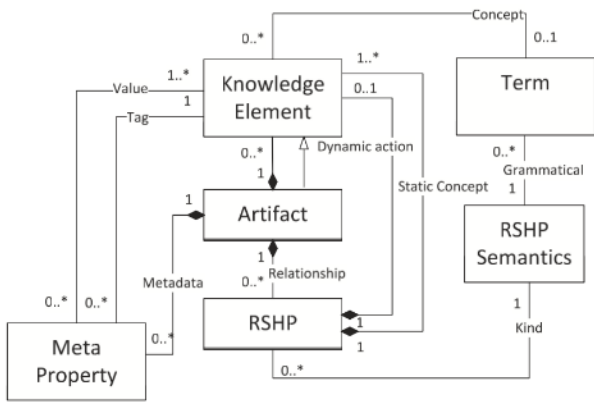 Concept
0..*
0..1
1..*
Knowledge
Element
Term
1..*
Value
1
Tag
0..1
0..*
Dynamic action
0..*
Grammatical
1
1
Static Concept
1
Artifact
RSHP
Semantics
1
Metadata
Relationship
0..*
1
0..*
0..*
RSHP
1
Kind
0..*
1
1
Meta
Property
0..*